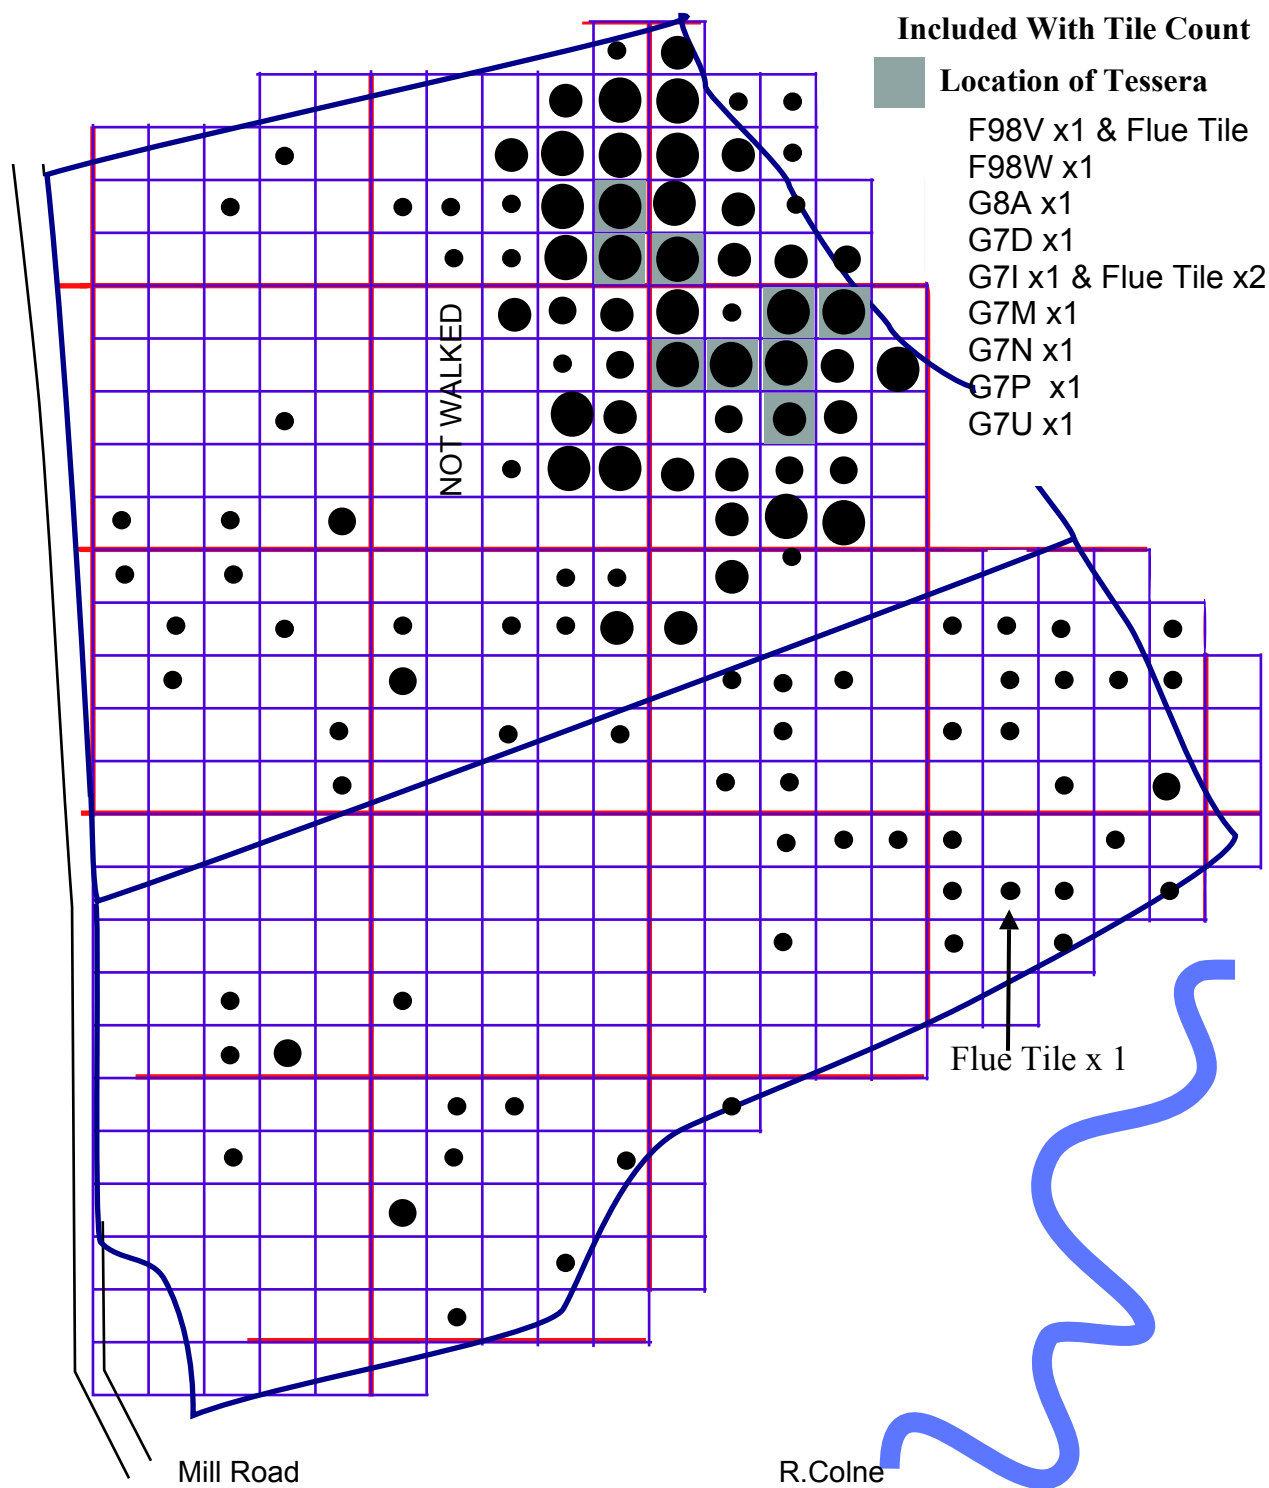 Included With Tile Count
Location of Tessera
F98V x1 & Flue Tile
F98W x1
G8A x1
G7D x1
G7I x1 & Flue Tile x2
G7M x1
G7N x1
G7P x1
G7U x1
NOT WALKED
Flue Tile x 1
Mill Road
R.Colne